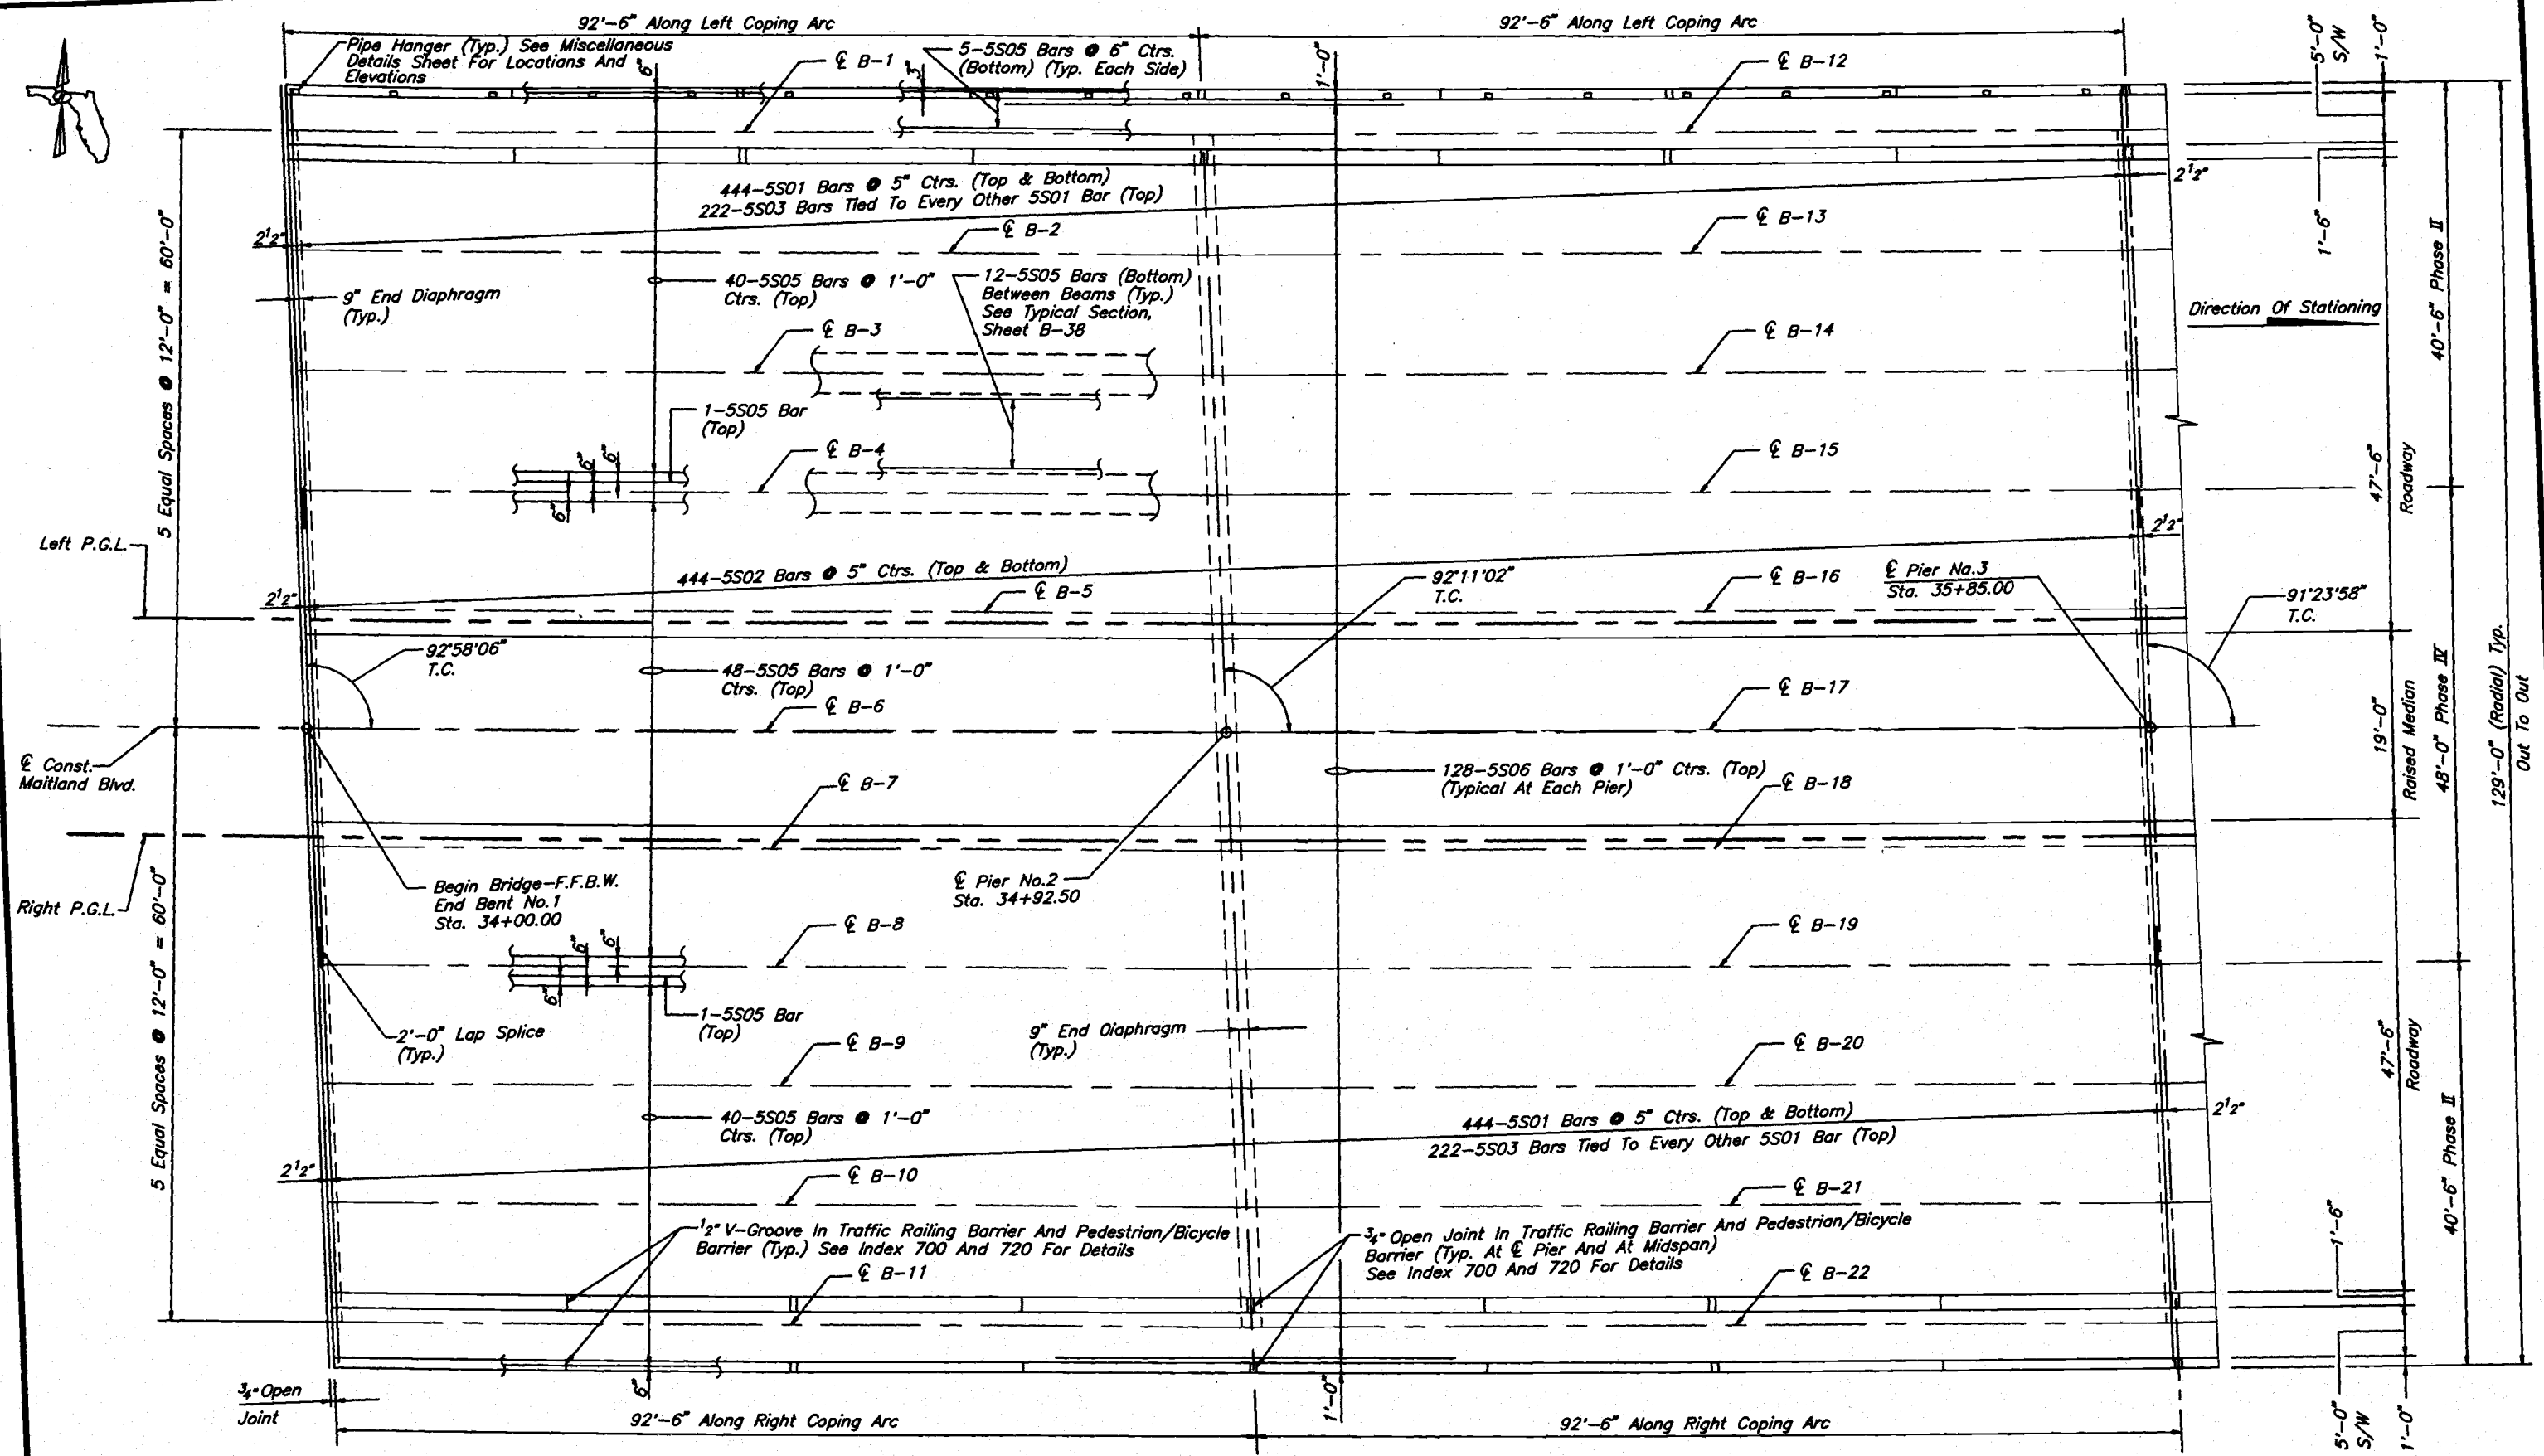 92'-6" Along Left Coping Arc
92'-6" Along Left Coping Arc
Pipe Hanger (Typ.) See Miscellaneous
Details Sheet For Locations And
Elevations
6"
℄ B-1
3"
5-5S05 Bars @ 6" Ctrs.
(Bottom) (Typ. Each Side)
1'-0"
℄ B-12
5'-0"
S/W
1'-0"
444-5S01 Bars @ 5" Ctrs. (Top & Bottom)
222-5S03 Bars Tied To Every Other 5S01 Bar (Top)
2½"
2½"
1'-6"
℄ B-2
℄ B-13
5 Equal Spaces @ 12'-0" = 60'-0"
9" End Diaphragm
(Typ.)
40-5S05 Bars @ 1'-0"
Ctrs. (Top)
12-5S05 Bars (Bottom)
Between Beams (Typ.)
See Typical Section,
Sheet B-38
Direction Of Stationing
40'-6" Phase II
℄ B-3
℄ B-14
1-5S05 Bar
(Top)
℄ B-4
℄ B-15
6"
6"
6"
47'-6"
Roadway
Left P.G.L.
444-5S02 Bars @ 5" Ctrs. (Top & Bottom)
2½"
2½"
℄ B-5
92°11'02"
T.C.
℄ B-16
℄ Pier No.3
Sta. 35+85.00
91°23'58"
T.C.
92°58'06"
T.C.
48-5S05 Bars @ 1'-0"
Ctrs. (Top)
℄ B-6
℄ B-17
19'-0"
Raised Median
48'-0" Phase IV
129'-0" (Radial) Typ.
Out To Out
℄ Const.
Maitland Blvd.
℄ B-7
128-5S06 Bars @ 1'-0" Ctrs. (Top)
(Typical At Each Pier)
℄ B-18
Right P.G.L.
Begin Bridge-F.F.B.W.
End Bent No.1
Sta. 34+00.00
℄ Pier No.2
Sta. 34+92.50
℄ B-8
℄ B-19
6"
6"
6"
5 Equal Spaces @ 12'-0" = 60'-0"
1-5S05 Bar
(Top)
2'-0" Lap Splice
(Typ.)
℄ B-9
9" End Diaphragm
(Typ.)
℄ B-20
47'-6"
Roadway
40-5S05 Bars @ 1'-0"
Ctrs. (Top)
444-5S01 Bars @ 5" Ctrs. (Top & Bottom)
222-5S03 Bars Tied To Every Other 5S01 Bar (Top)
2½"
2½"
40'-6" Phase II
℄ B-10
℄ B-21
½" V-Groove In Traffic Railing Barrier And Pedestrian/Bicycle
Barrier (Typ.) See Index 700 And 720 For Details
¾" Open Joint In Traffic Railing Barrier And Pedestrian/Bicycle
Barrier (Typ. At ℄ Pier And At Midspan)
See Index 700 And 720 For Details
1'-6"
℄ B-11
℄ B-22
¾" Open
Joint
6"
1'-0"
92'-6" Along Right Coping Arc
92'-6" Along Right Coping Arc
5'-0"
S/W
1'-0"